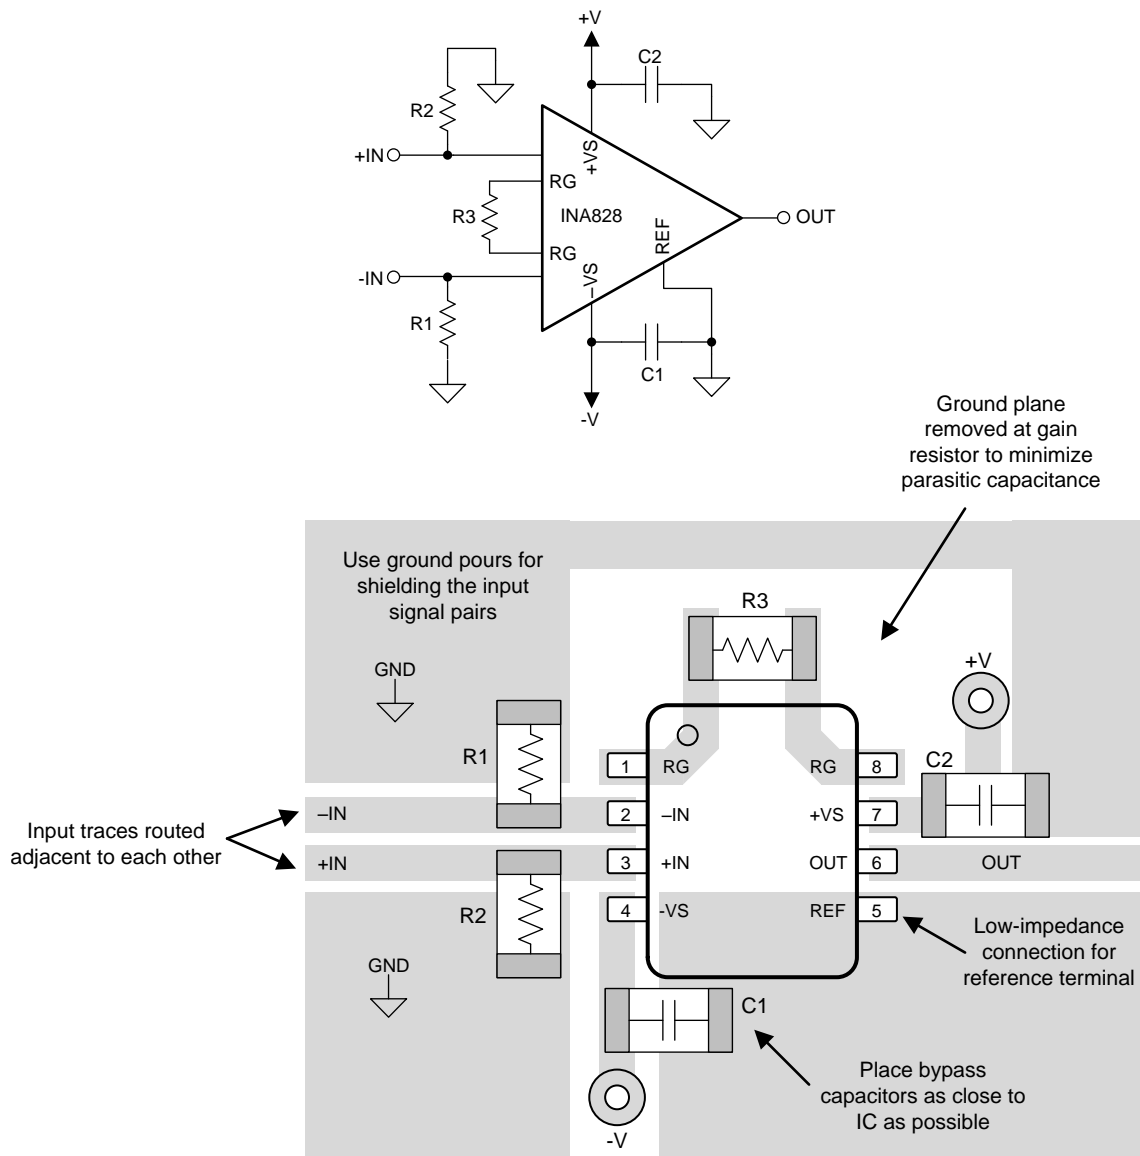 +V
C2
R2
+IN
+VS
RG
R3
INA828
OUT
REF
RG
-IN
–VS
R1
C1
-V
Ground plane
removed at gain
resistor to minimize
parasitic capacitance
Use ground pours for
shielding the input
signal pairs
R3
GND
+V
R1
C2
1
RG
RG
8
–IN
2
–IN
+VS
7
Input traces routed
adjacent to each other
+IN
3
+IN
OUT
6
OUT
R2
4
-VS
REF
5
Low-impedance
connection for
reference terminal
GND
C1
Place bypass
capacitors as close to
IC as possible
-V